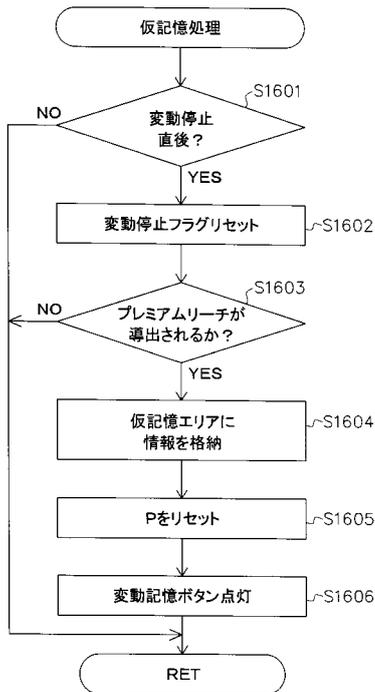 仮記憶処理
S1601
NO
変動停止
直後？
YES
変動停止フラグリセット
S1602
S1603
NO
プレミアムリーチが
導出されるか？
YES
仮記憶エリアに
情報を格納
S1604
Pをリセット
S1605
変動記憶ボタン点灯
S1606
RET